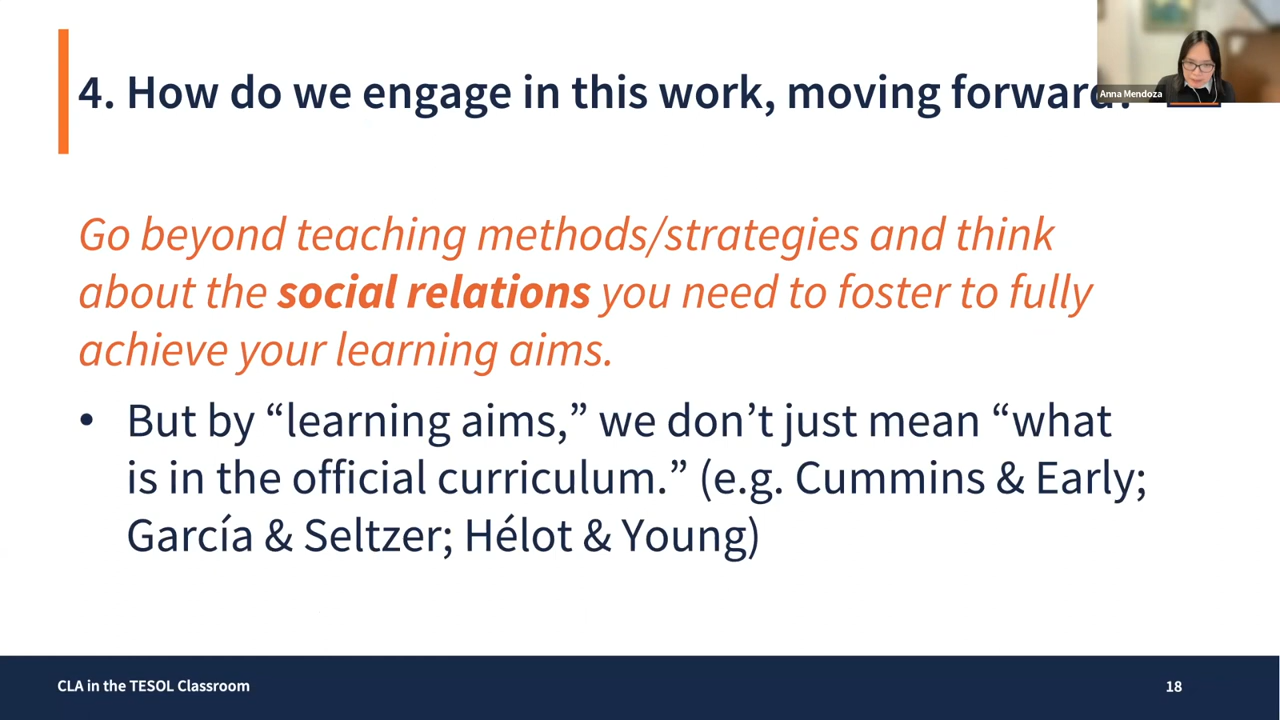 4. How do we engage in this work, moving forward?
Anna Mendoza
Go beyond teaching methods/strategies and think
about the social relations you need to foster to fully
achieve your learning aims.
• But by “learning aims,” we don’t just mean “what
is in the official curriculum.” (e.g. Cummins & Early;
García & Seltzer; Hélot & Young)
CLA in the TESOL Classroom
18